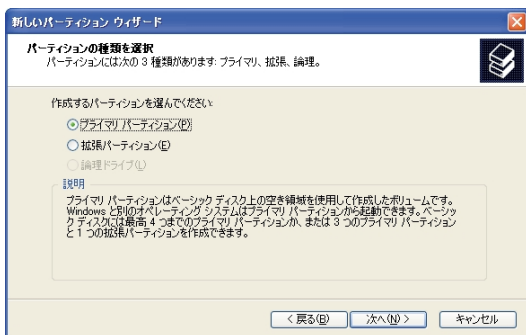 新しいパーティション ウィザード
パーティションの種類を選択
パーティションには次の 3 種類があります: プライマリ、拡張、論理。
作成するパーティションを選んでください:
プライマリ パーティション(P)
拡張パーティション(E)
論理ドライブ(L)
説明
プライマリ パーティションはベーシック ディスク上の空き領域を使用して作成したボリュームです。
Windows と別のオペレーティング システムはプライマリ パーティションから起動できます。ベーシッ
ク ディスクには最高 4 つまでのプライマリ パーティションか、または 3 つのプライマリ パーティション
と 1 つの拡張パーティションを作成できます。
< 戻る(B)
次へ(N) >
キャンセル